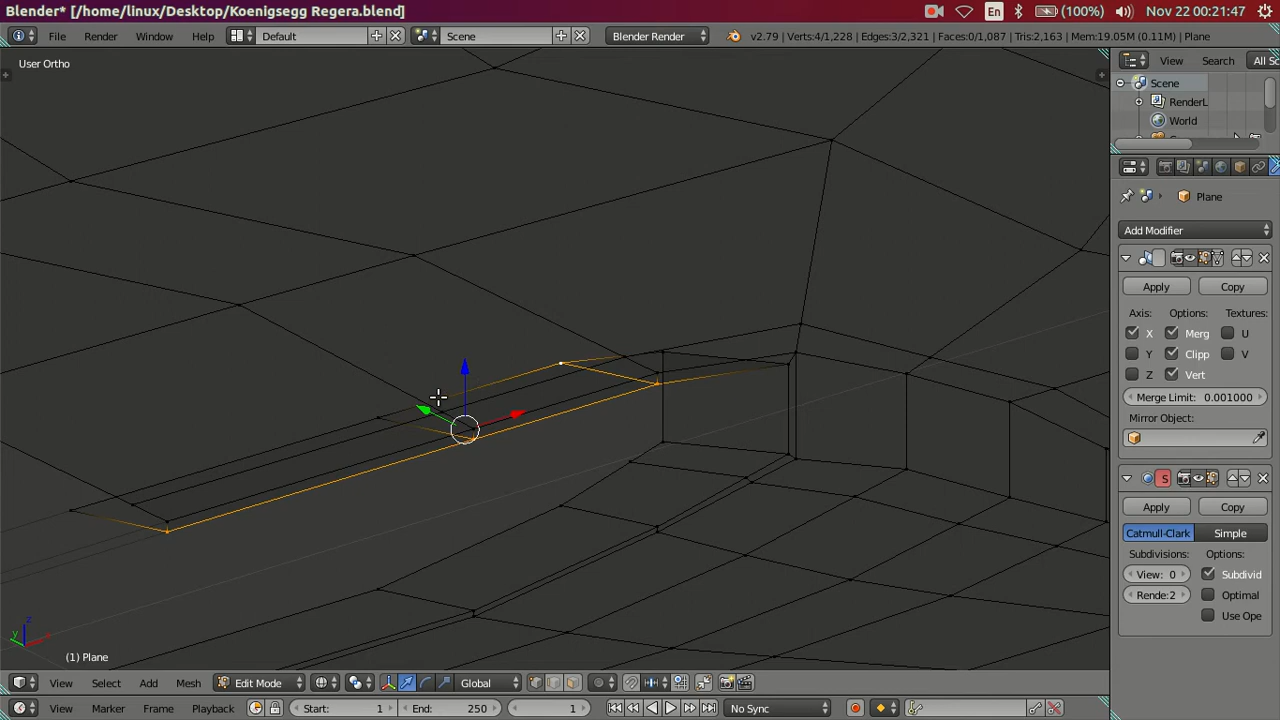 Blender* [/home/linux/Desktop/Koenigsegg Regera.blend]
En (100%) Nov 22 00:21:47
File Render Window Help Default Scene Blender Render v2.79 | Verts:4/1,228 | Edges:3/2,321 | Faces:0/1,087 | Tris:2,163 | Mem:19.05M (0.11M) | Plane
User Ortho
View Search All Sc
Scene
RenderL
World
Plane
Add Modifier
Apply Copy
Axis: Options: Textures:
X Merg U
Y Clipp V
Z Vert
Merge Limit: 0.001000
Mirror Object:
S
Apply Copy
Catmull-Clark Simple
Subdivisions: Options:
View: 0 Subdivid
Rende:2 Optimal
Use Ope
z
y
(1) Plane
View Select Add Mesh Edit Mode Global
View Marker Frame Playback Start: 1 End: 250 1 No Sync